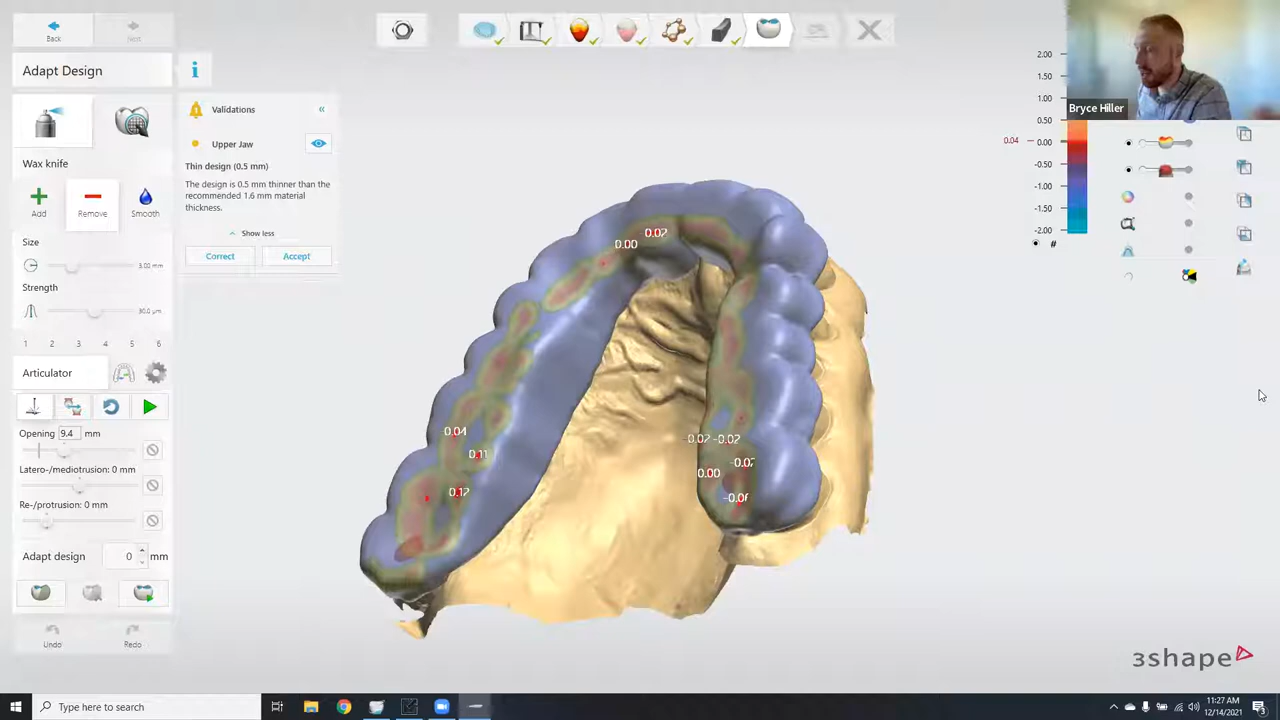 Back
Next
Adapt Design
i
Validations
«
Upper Jaw
Thin design (0.5 mm)
The design is 0.5 mm thinner than the
recommended 1.6 mm material
thickness.
Show less
Correct
Accept
Wax knife
Add
Remove
Smooth
Size
3.00 mm
Strength
30.0 µm
1 2 3 4 5 6
Articulator
Opening 9.4 mm
Latero-/mediotrusion: 0 mm
Re-/protrusion: 0 mm
Adapt design 0 mm
Undo
Redo
0.00
0.02
-0.04
0.11
0.12
-0.02
-0.02
0.00
2.00
1.50
1.00
0.50
0.04
0.00
-0.50
-1.00
-1.50
-2.00
#
Bryce Hiller
3shape
Type here to search
11:27 AM
12/14/2021